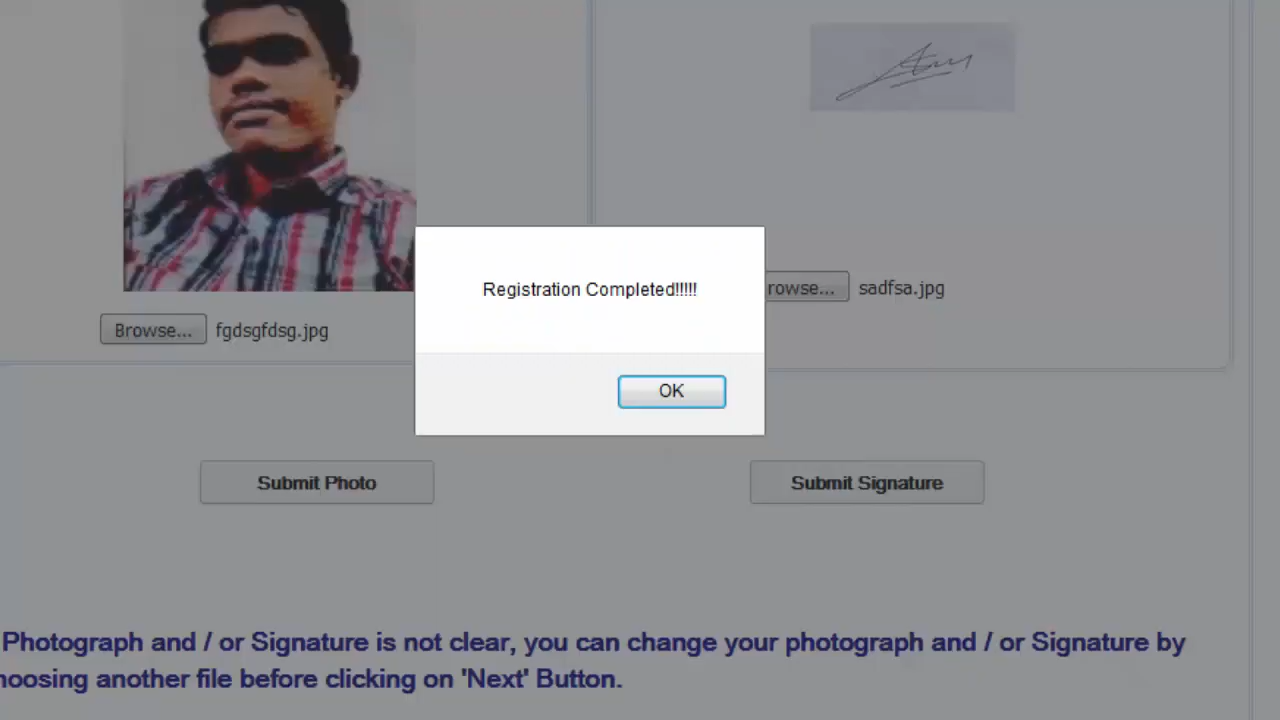 Registration Completed!!!!!
rowse... sadfsa.jpg
Browse... fgdsgfdsg.jpg
OK
Submit Photo
Submit Signature
Photograph and / or Signature is not clear, you can change your photograph and / or Signature by
hoosing another file before clicking on 'Next' Button.